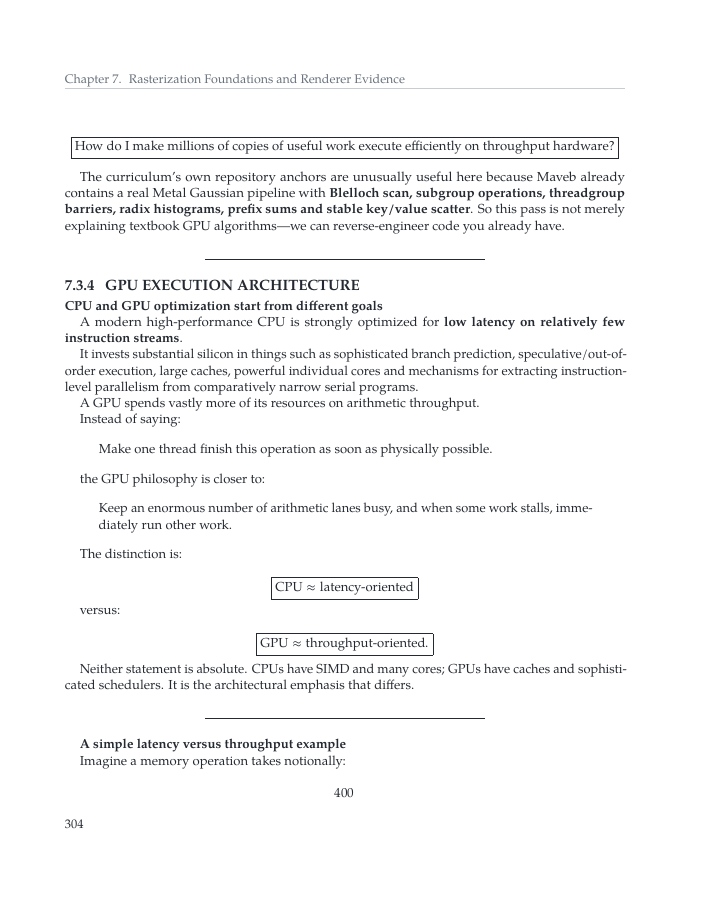 Chapter 7. Rasterization Foundations and Renderer Evidence
How do I make millions of copies of useful work execute efficiently on throughput hardware?
The curriculum's own repository anchors are unusually useful here because Maveb already
contains a real Metal Gaussian pipeline with Blelloch scan, subgroup operations, threadgroup
barriers, radix histograms, prefix sums and stable key/value scatter. So this pass is not merely
explaining textbook GPU algorithms—we can reverse-engineer code you already have.
7.3.4 GPU EXECUTION ARCHITECTURE
CPU and GPU optimization start from different goals
A modern high-performance CPU is strongly optimized for low latency on relatively few
instruction streams.
It invests substantial silicon in things such as sophisticated branch prediction, speculative/out-of-
order execution, large caches, powerful individual cores and mechanisms for extracting instruction-
level parallelism from comparatively narrow serial programs.
A GPU spends vastly more of its resources on arithmetic throughput.
Instead of saying:
Make one thread finish this operation as soon as physically possible.
the GPU philosophy is closer to:
Keep an enormous number of arithmetic lanes busy, and when some work stalls, imme-
diately run other work.
The distinction is:
CPU ≈ latency-oriented
versus:
GPU ≈ throughput-oriented.
Neither statement is absolute. CPUs have SIMD and many cores; GPUs have caches and sophisti-
cated schedulers. It is the architectural emphasis that differs.
A simple latency versus throughput example
Imagine a memory operation takes notionally:
400
304